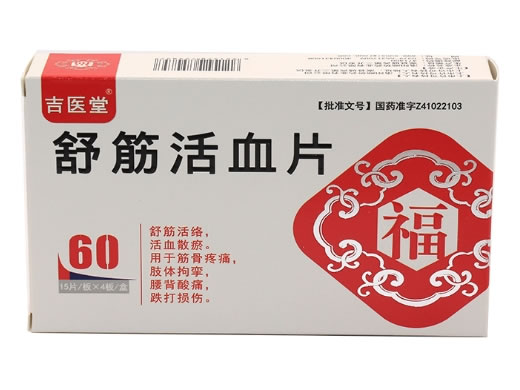 吉医堂®
【批准文号】国药准字Z41022103
舒筋活血片
福
60
15片/板×4板/盒
舒筋活络，
活血散瘀。
用于筋骨疼痛，
肢体拘挛，
腰背酸痛，
跌打损伤。